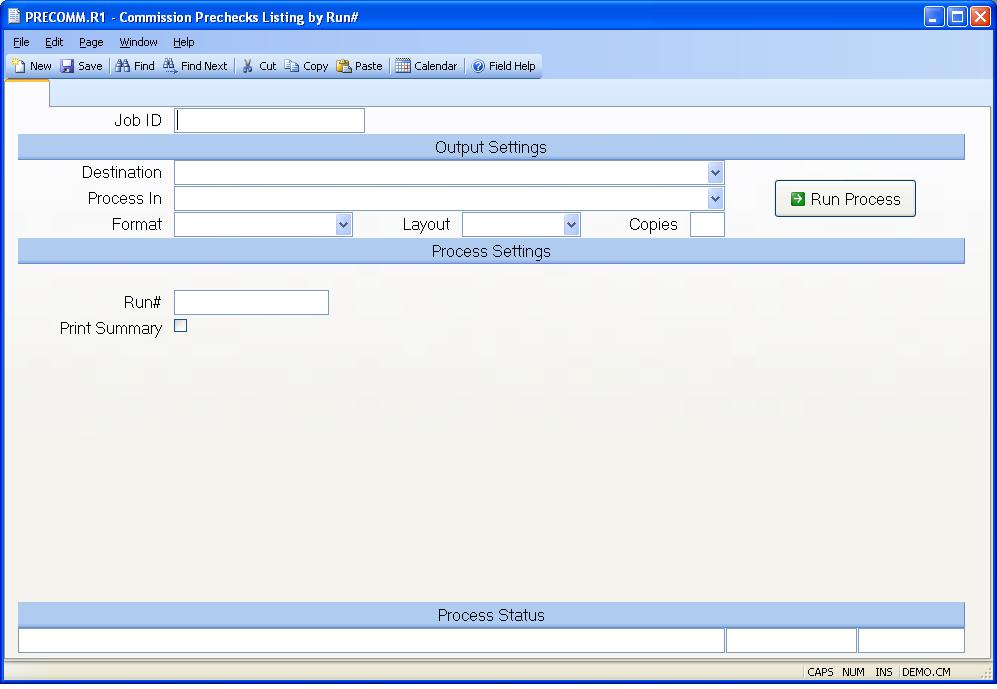 PRECOMM.R1 - Commission Prechecks Listing by Run#
File Edit Page Window Help
New Save Find Find Next Cut Copy Paste Calendar Field Help
Job ID
Output Settings
Destination
Process In
Run Process
Format Layout Copies
Process Settings
Run#
Print Summary
Process Status
CAPS NUM INS DEMO.CM